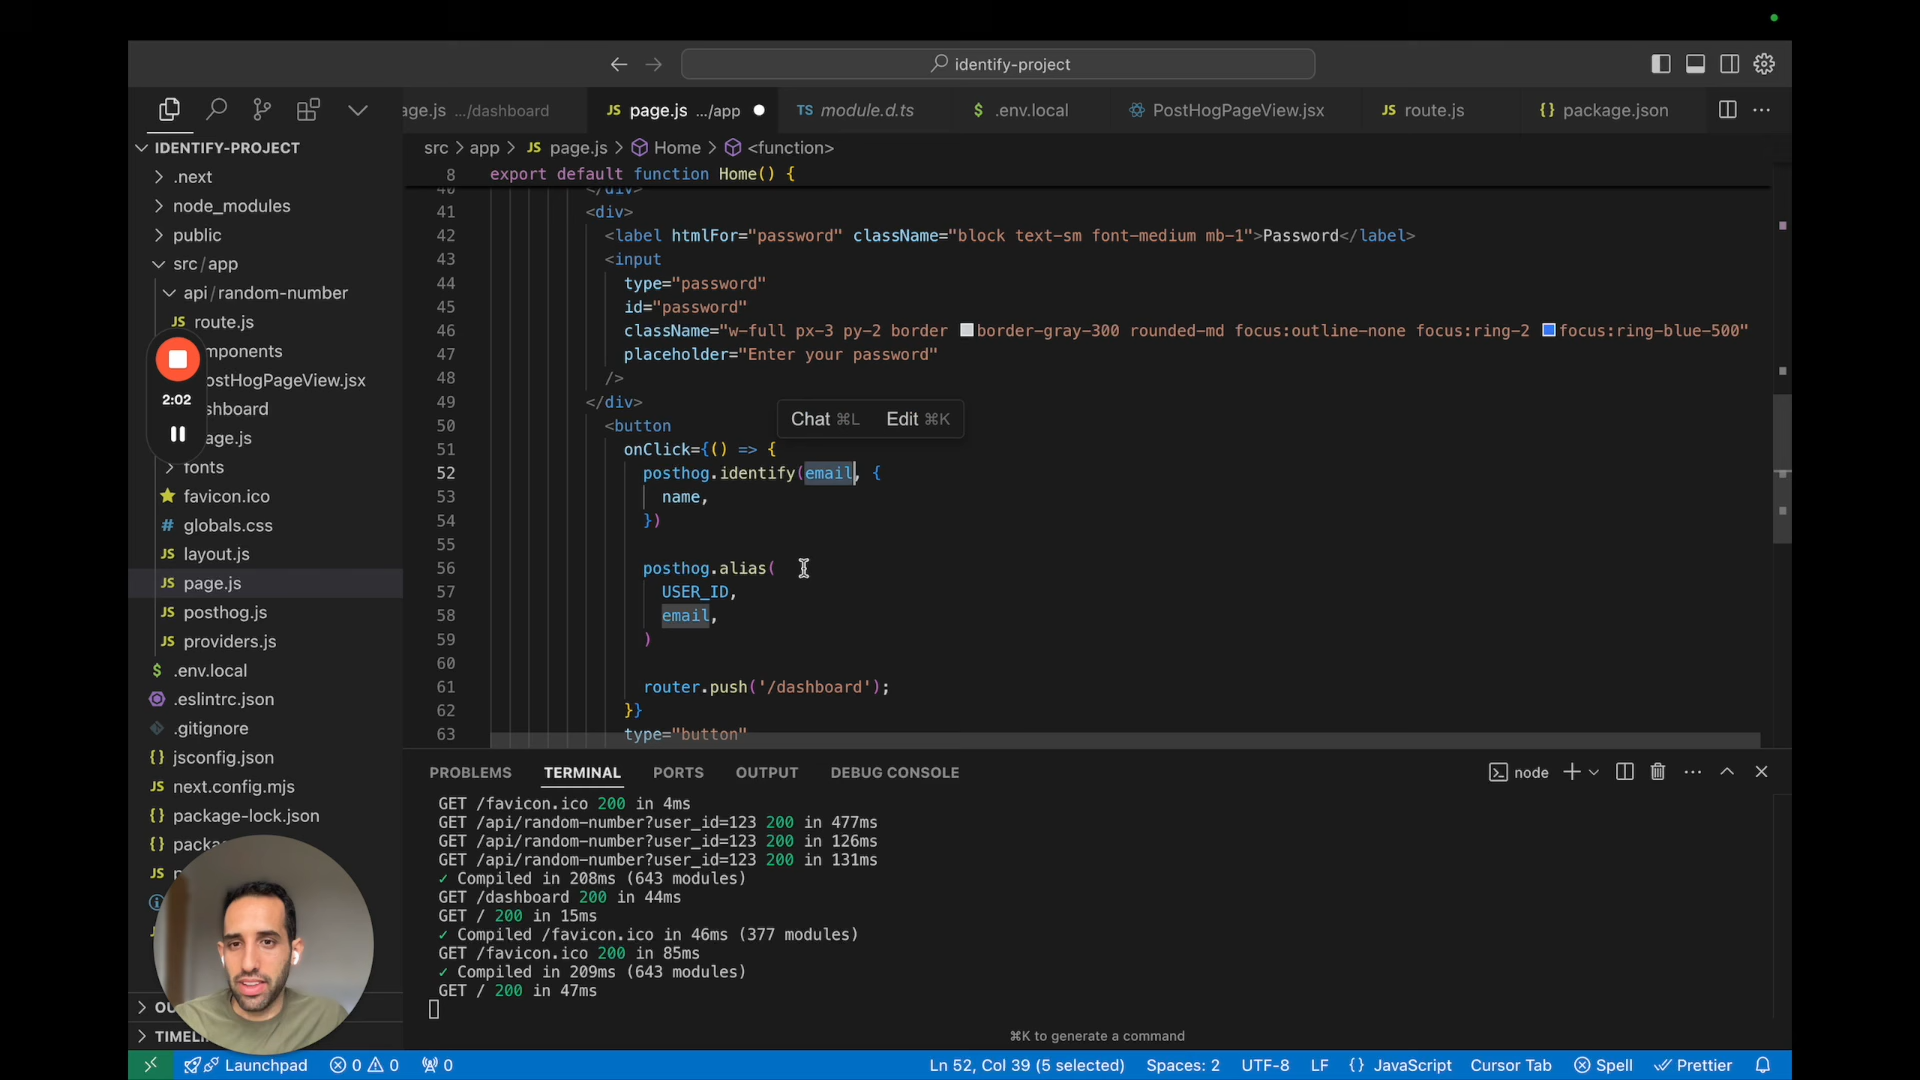 identify-project
age.js .../dashboard
JS page.js .../app
TS module.d.ts
$ .env.local
PostHogPageView.jsx
JS route.js
{} package.json
IDENTIFY-PROJECT
src > app > JS page.js > Home > <function>
8 export default function Home() {
.next
node_modules
public
src/app
api/random-number
JS route.js
mponents
ostHogPageView.jsx
shboard
age.js
2:02
fonts
favicon.ico
# globals.css
JS layout.js
JS page.js
JS posthog.js
JS providers.js
$ .env.local
.eslintrc.json
.gitignore
{} jsconfig.json
JS next.config.mjs
{} package-lock.json
{} packa
JS
TIMEL
40 </div>
41 <div>
42 <label htmlFor="password" className="block text-sm font-medium mb-1">Password</label>
43 <input
44 type="password"
45 id="password"
46 className="w-full px-3 py-2 border border-gray-300 rounded-md focus:outline-none focus:ring-2 focus:ring-blue-500"
47 placeholder="Enter your password"
48 />
49 </div>
Chat ⌘L Edit ⌘K
50 <button
51 onClick={() => {
52 posthog.identify(email, {
53 name,
54 })
55
56 posthog.alias(
57 USER_ID,
58 email,
59 )
60
61 router.push('/dashboard');
62 }}
63 type="button"
PROBLEMS TERMINAL PORTS OUTPUT DEBUG CONSOLE
node
GET /favicon.ico 200 in 4ms
GET /api/random-number?user_id=123 200 in 477ms
GET /api/random-number?user_id=123 200 in 126ms
GET /api/random-number?user_id=123 200 in 131ms
✓ Compiled in 208ms (643 modules)
GET /dashboard 200 in 44ms
GET / 200 in 15ms
✓ Compiled /favicon.ico in 46ms (377 modules)
GET /favicon.ico 200 in 85ms
✓ Compiled in 209ms (643 modules)
GET / 200 in 47ms
⌘K to generate a command
Launchpad 0 0 0
Ln 52, Col 39 (5 selected) Spaces: 2 UTF-8 LF {} JavaScript Cursor Tab Spell Prettier